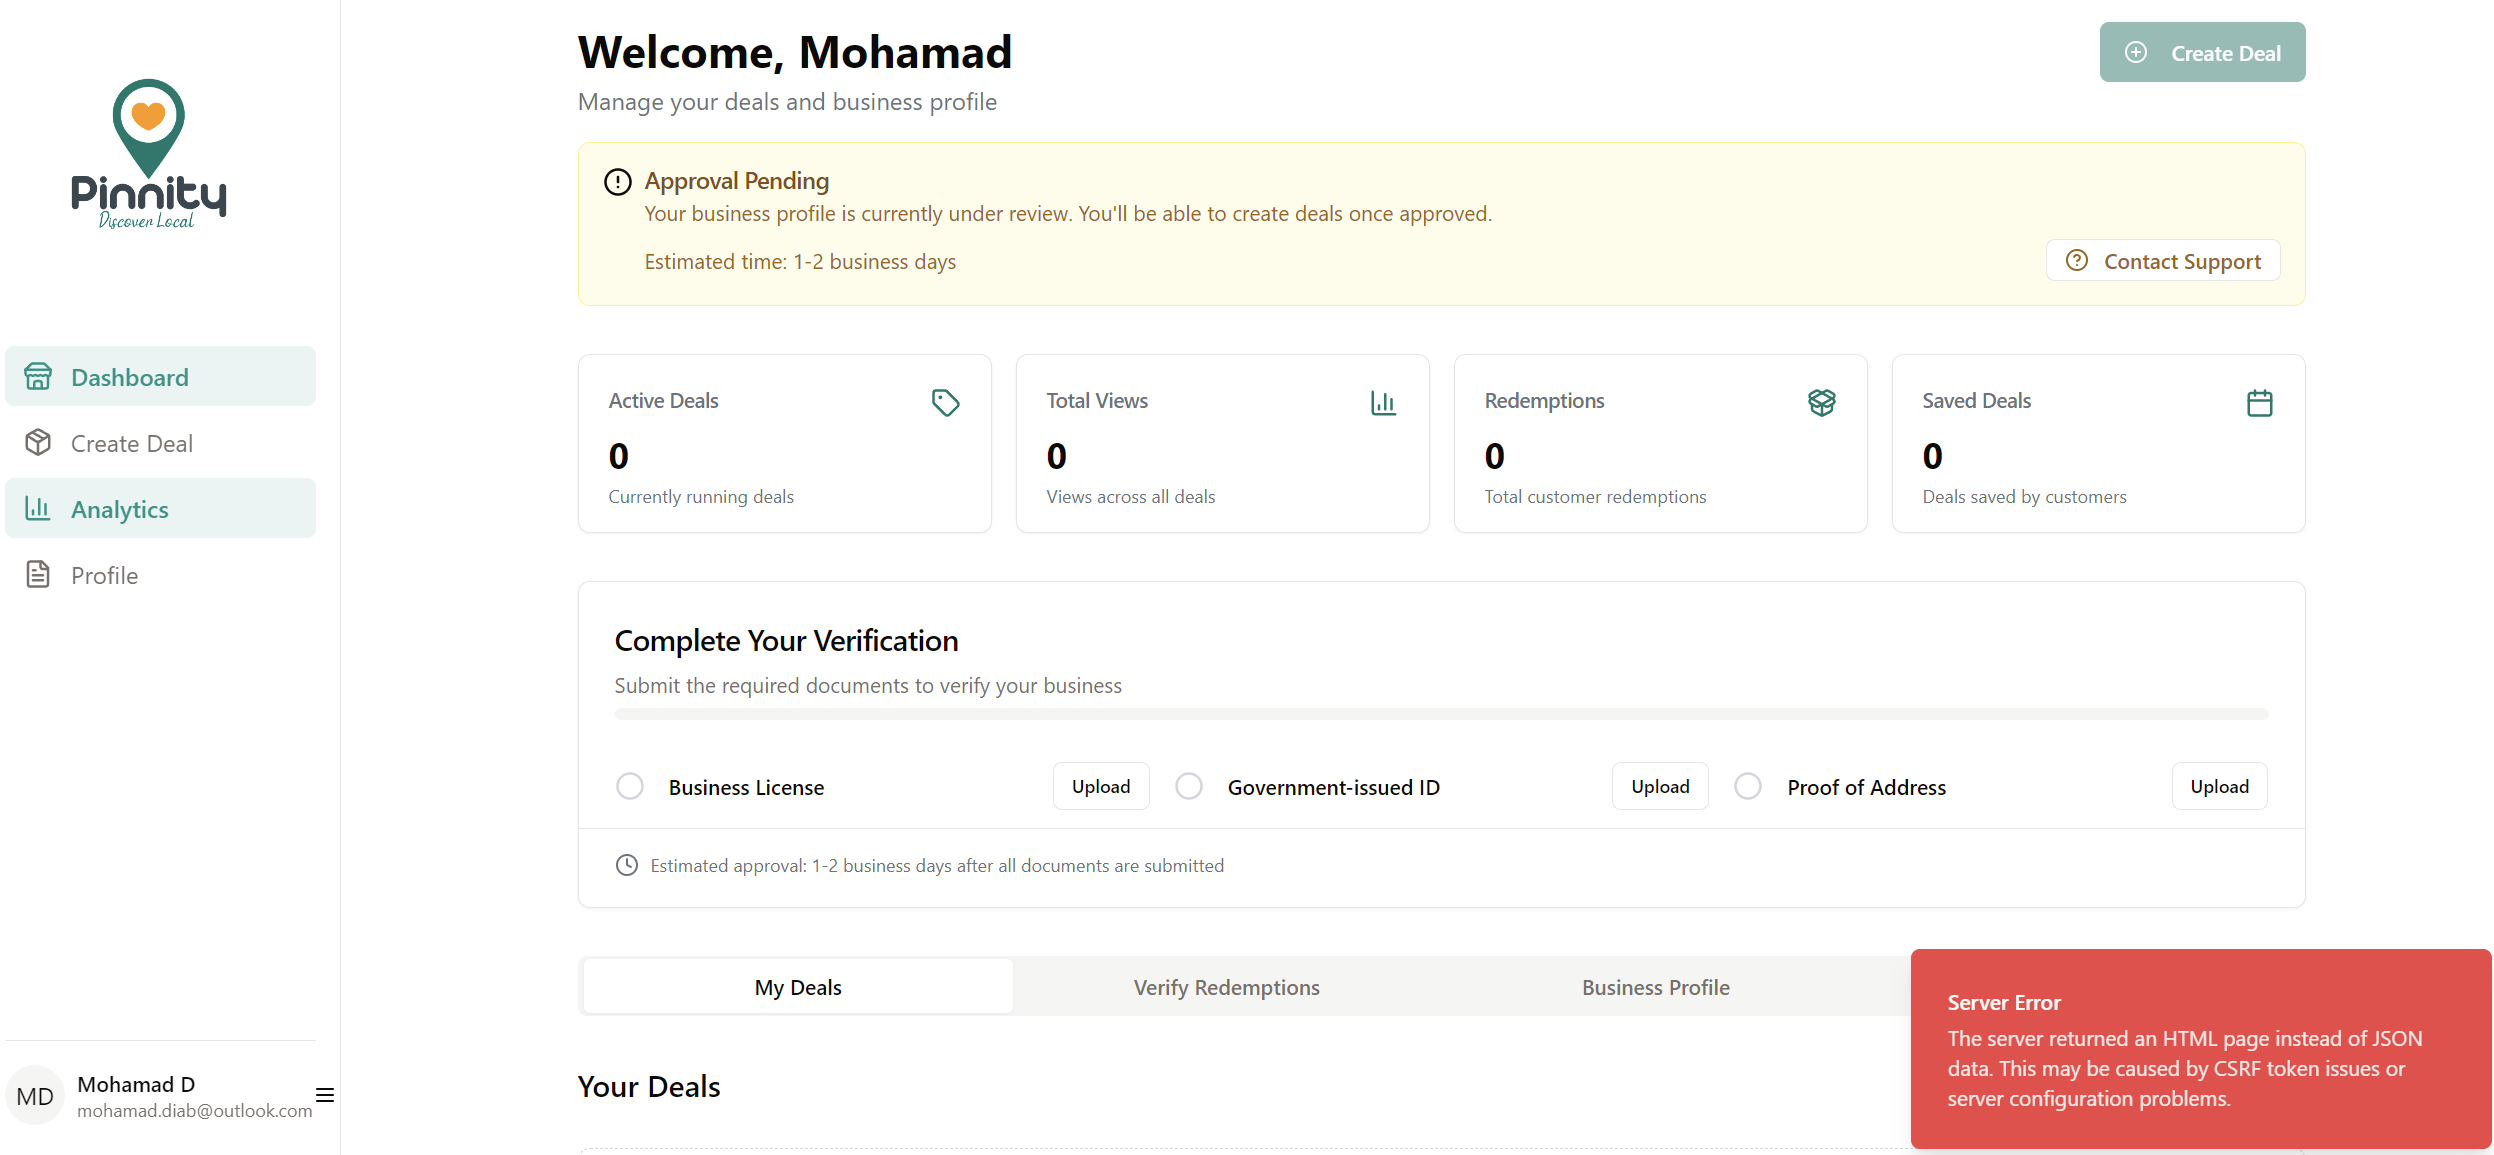 Pinnity
Discover Local
Dashboard
Create Deal
Analytics
Profile
MD
Mohamad D
mohamad.diab@outlook.com
Welcome, Mohamad
Manage your deals and business profile
Create Deal
Approval Pending
Your business profile is currently under review. You'll be able to create deals once approved.
Estimated time: 1-2 business days
Contact Support
Active Deals
0
Currently running deals
Total Views
0
Views across all deals
Redemptions
0
Total customer redemptions
Saved Deals
0
Deals saved by customers
Complete Your Verification
Submit the required documents to verify your business
Business License
Upload
Government-issued ID
Upload
Proof of Address
Upload
Estimated approval: 1-2 business days after all documents are submitted
My Deals
Verify Redemptions
Business Profile
Your Deals
Server Error
The server returned an HTML page instead of JSON
data. This may be caused by CSRF token issues or
server configuration problems.